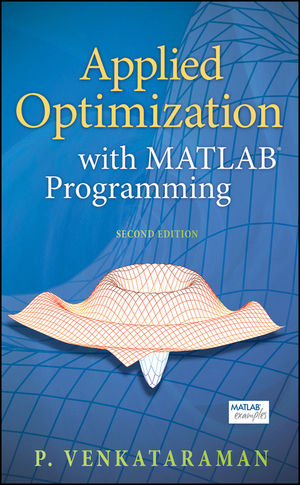 Applied
Optimization
with MATLAB®
Programming
SECOND EDITION
MATLAB®
examples
P. VENKATARAMAN